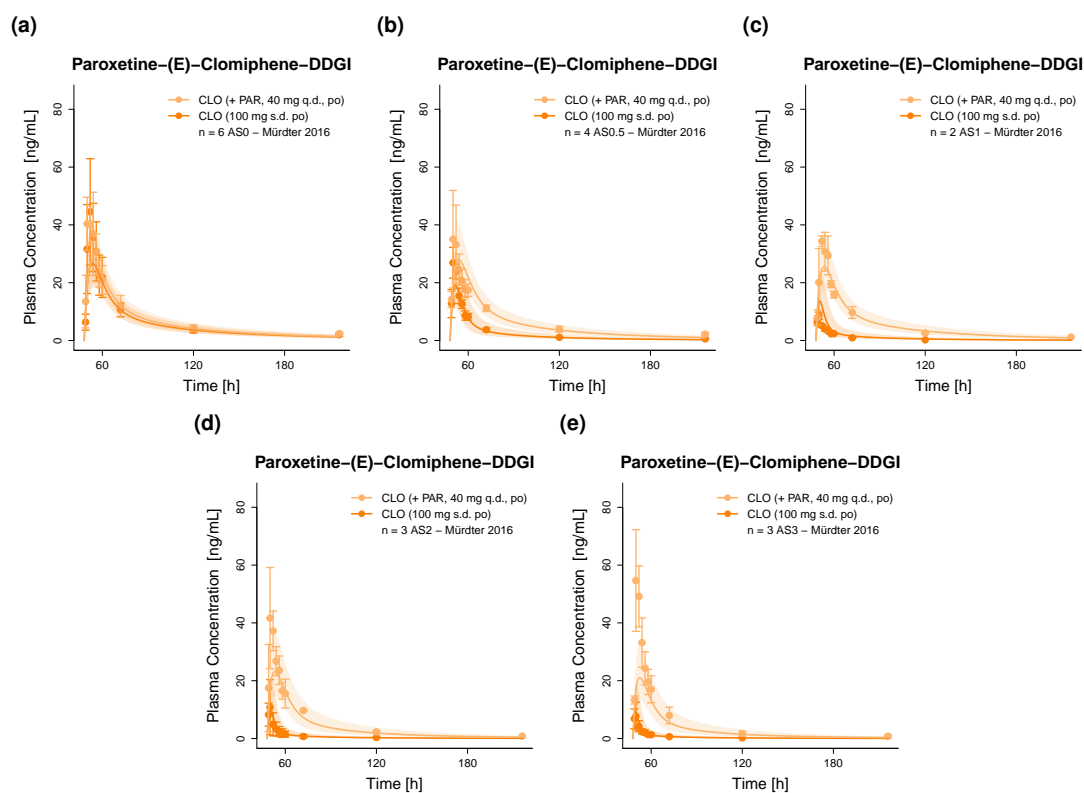 (a)
Paroxetine−(E)−Clomiphene−DDGI
CLO (+ PAR, 40 mg q.d., po)
CLO (100 mg s.d. po)
n = 6 AS0 − Mürdter 2016
Plasma Concentration [ng/mL]
80
60
40
20
0
60
120
180
Time [h]
(b)
Paroxetine−(E)−Clomiphene−DDGI
CLO (+ PAR, 40 mg q.d., po)
CLO (100 mg s.d. po)
n = 4 AS0.5 − Mürdter 2016
Plasma Concentration [ng/mL]
80
60
40
20
0
60
120
180
Time [h]
(c)
Paroxetine−(E)−Clomiphene−DDGI
CLO (+ PAR, 40 mg q.d., po)
CLO (100 mg s.d. po)
n = 2 AS1 − Mürdter 2016
Plasma Concentration [ng/mL]
80
60
40
20
0
60
120
180
Time [h]
(d)
Paroxetine−(E)−Clomiphene−DDGI
CLO (+ PAR, 40 mg q.d., po)
CLO (100 mg s.d. po)
n = 3 AS2 − Mürdter 2016
Plasma Concentration [ng/mL]
80
60
40
20
0
60
120
180
Time [h]
(e)
Paroxetine−(E)−Clomiphene−DDGI
CLO (+ PAR, 40 mg q.d., po)
CLO (100 mg s.d. po)
n = 3 AS3 − Mürdter 2016
Plasma Concentration [ng/mL]
80
60
40
20
0
60
120
180
Time [h]